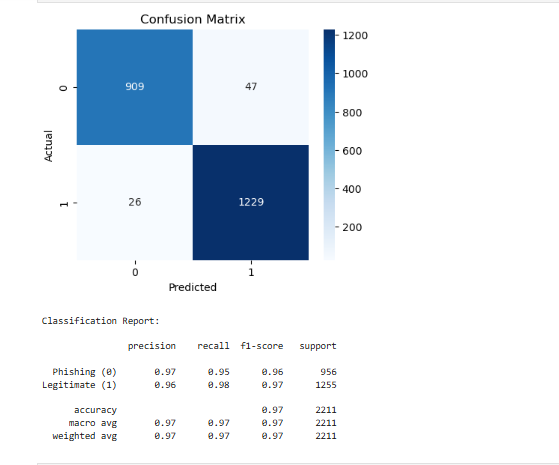 Confusion Matrix
1200
0
909
47
1000
800
Actual
600
400
1
26
1229
200
0
1
Predicted
Classification Report:
precision recall f1-score support
Phishing (0) 0.97 0.95 0.96 956
Legitimate (1) 0.96 0.98 0.97 1255
accuracy 0.97 2211
macro avg 0.97 0.97 0.97 2211
weighted avg 0.97 0.97 0.97 2211